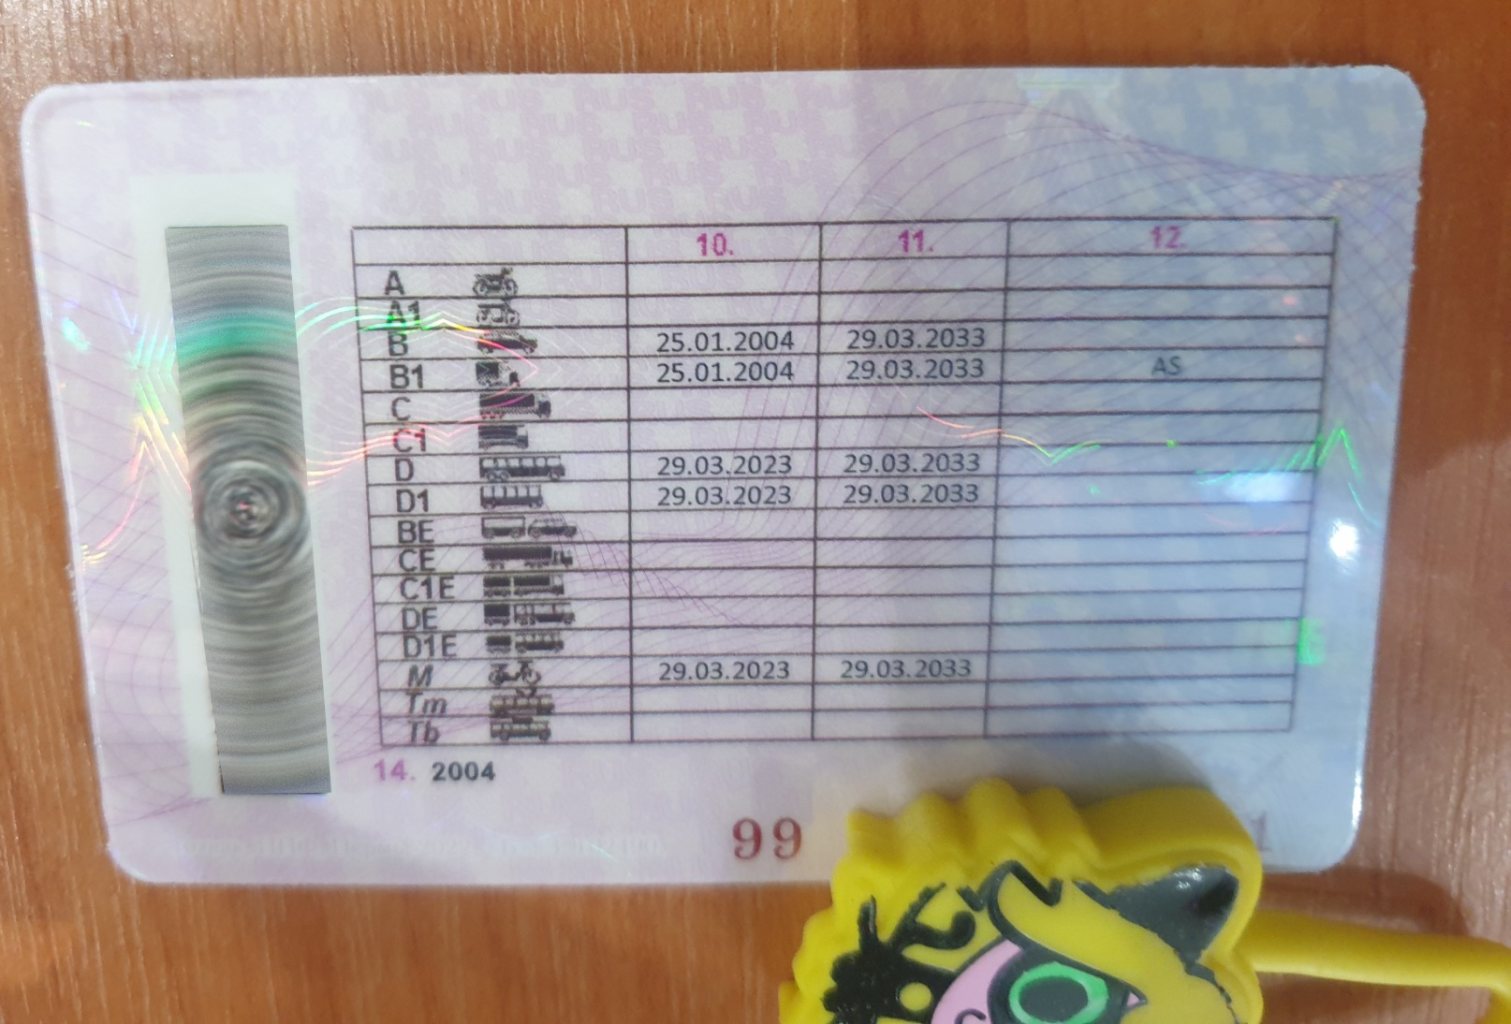 10. 11. 12.
A
A1
B 25.01.2004 29.03.2033
B1 25.01.2004 29.03.2033 AS
C
C1
D 29.03.2023 29.03.2033
D1 29.03.2023 29.03.2033
BE
CE
C1E
DE
D1E
M 29.03.2023 29.03.2033
Tm
Tb
14. 2004
99 1